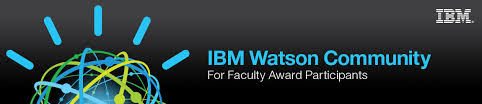 IBM
IBM Watson Community
For Faculty Award Participants